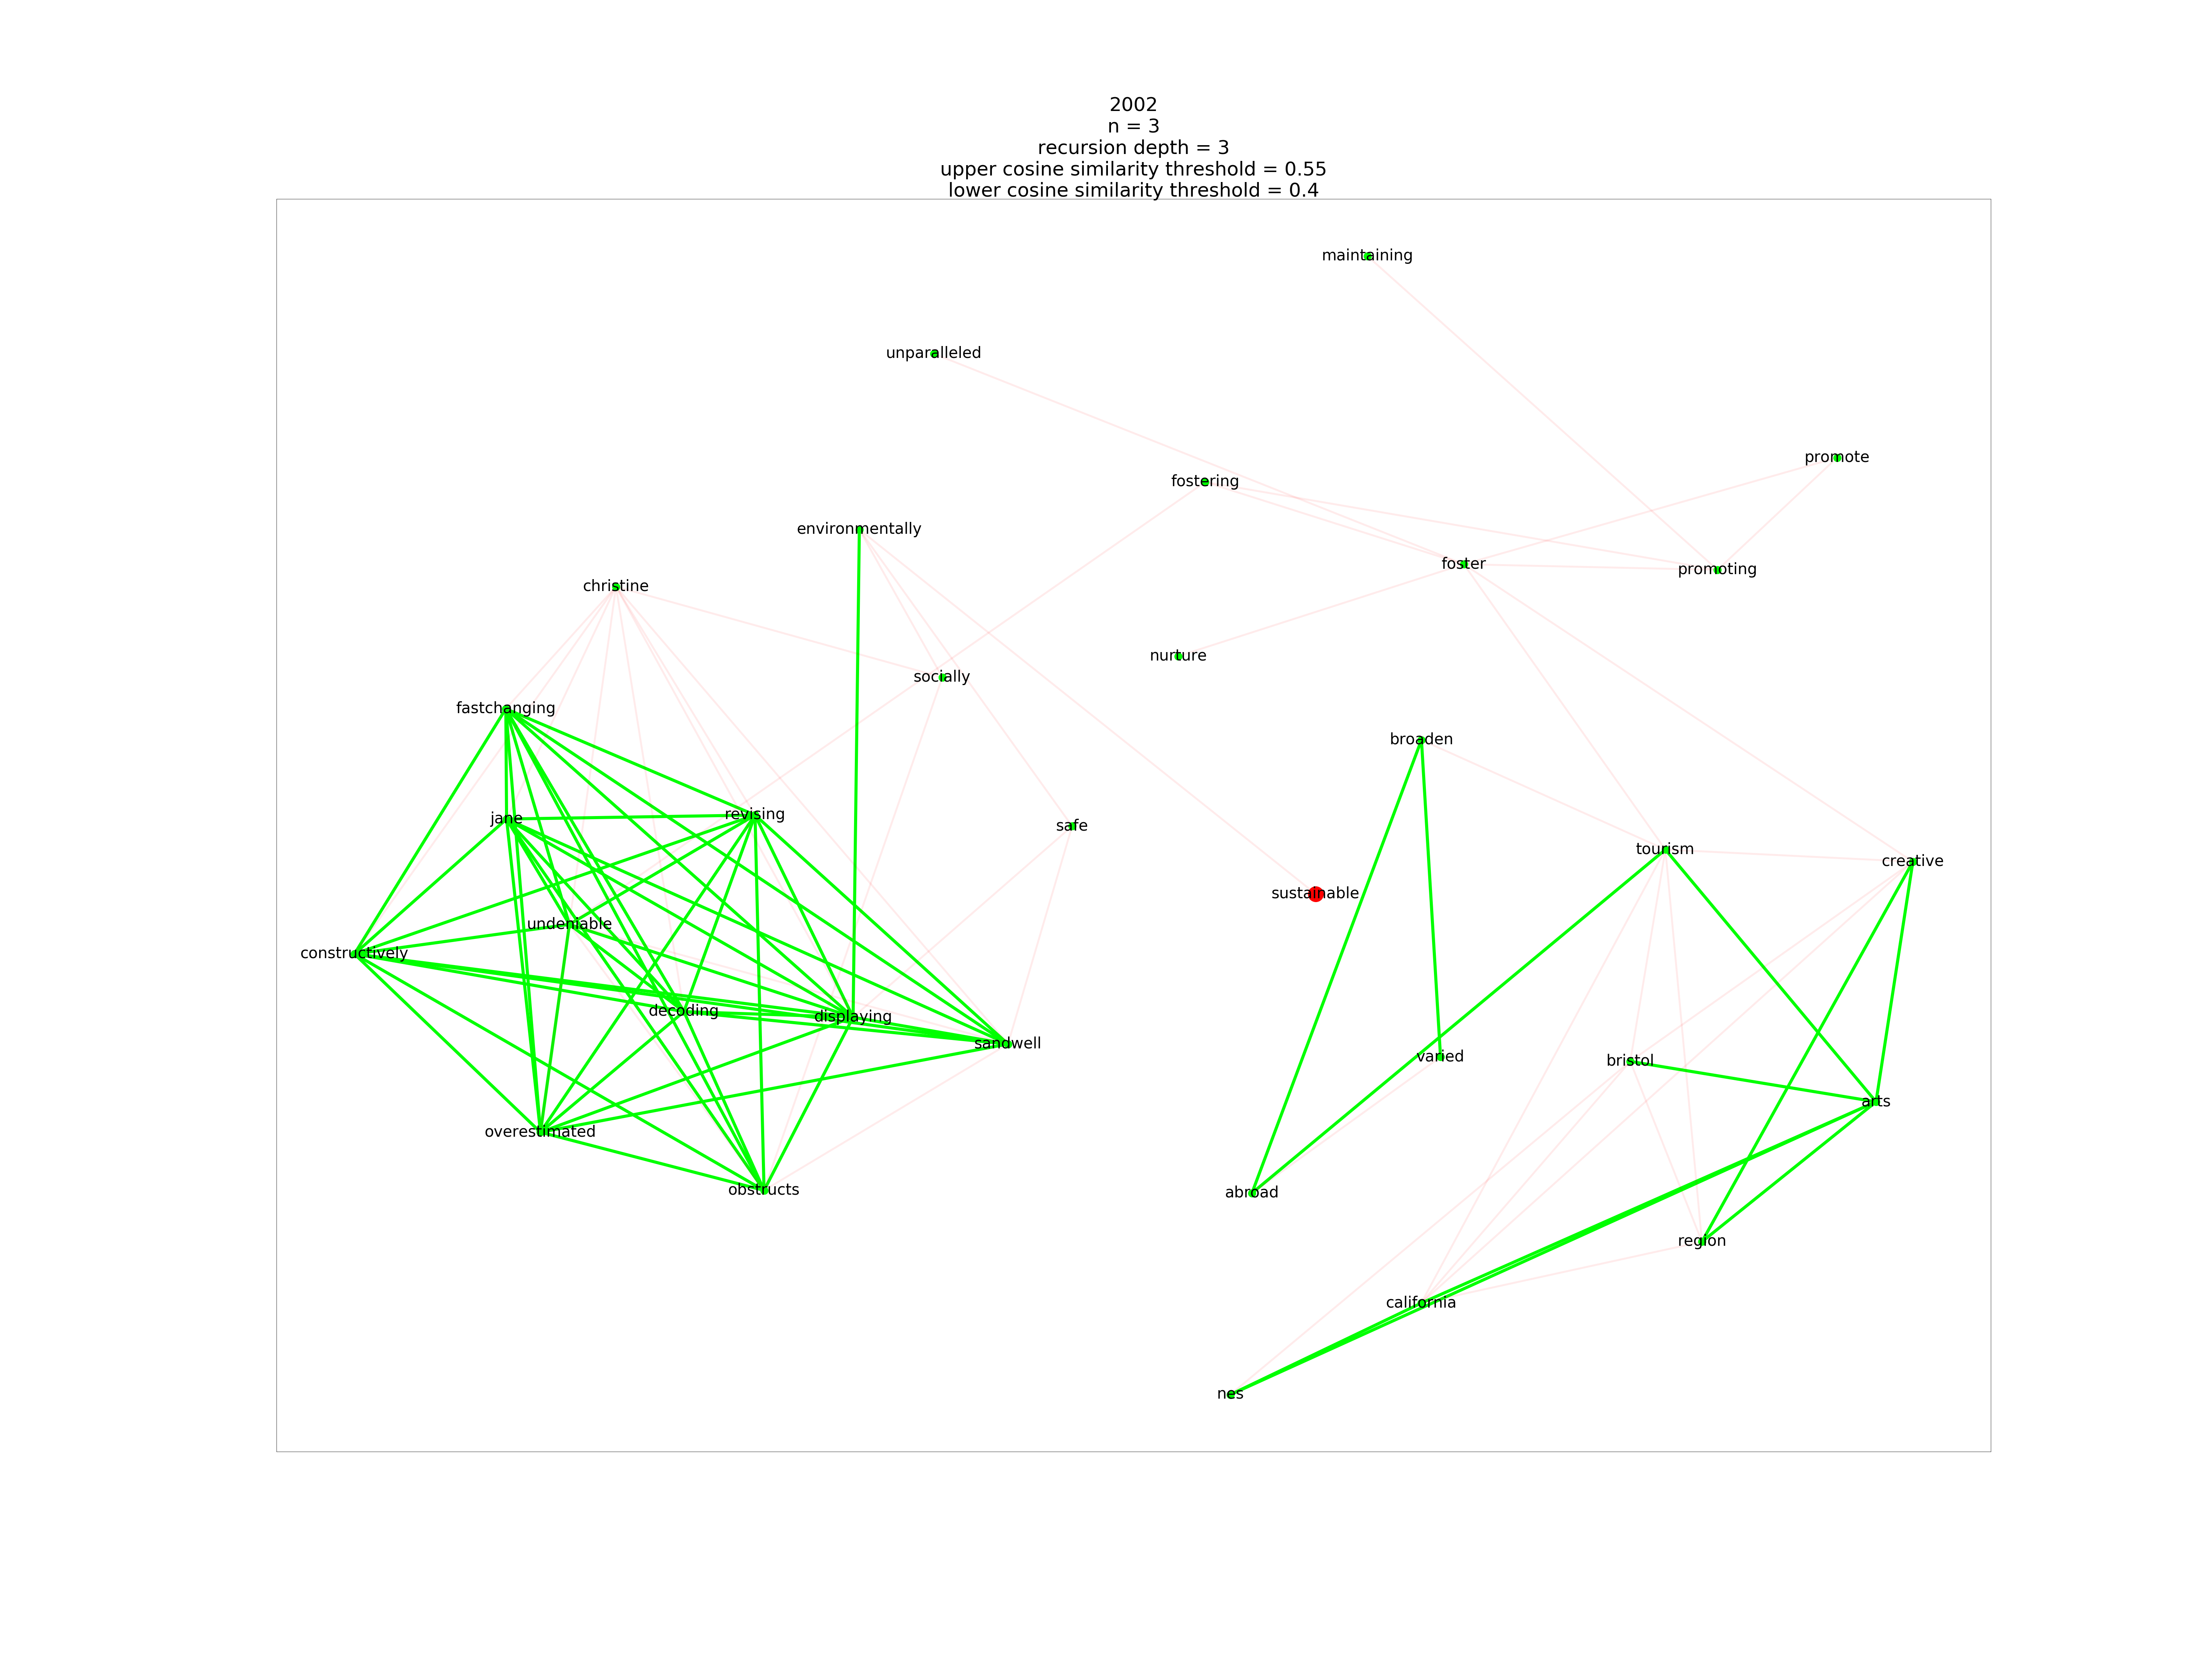 2002
n = 3
recursion depth = 3
upper cosine similarity threshold = 0.55
lower cosine similarity threshold = 0.4
maintaining
unparalleled
promote
fostering
environmentally
foster
promoting
christine
nurture
socially
fastchanging
broaden
revising
jane
safe
tourism
creative
sustainable
undeniable
constructively
decoding
displaying
sandwell
varied
bristol
arts
overestimated
obstructs
abroad
region
california
nes